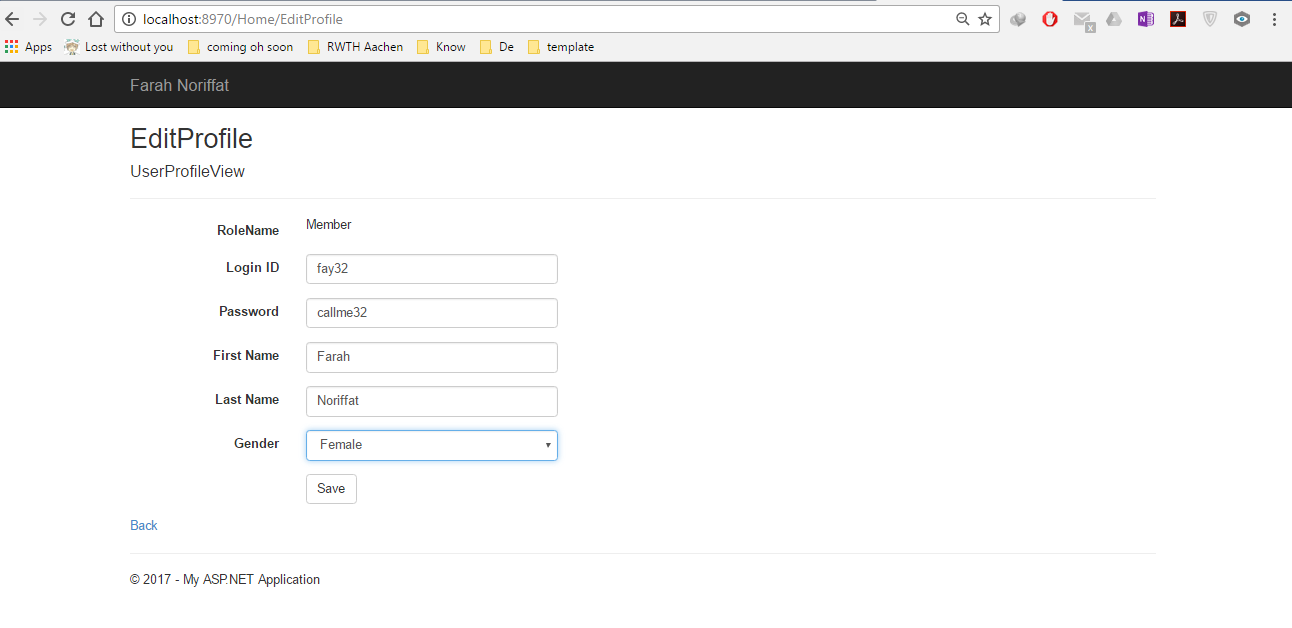 localhost:8970/Home/EditProfile
Apps Lost without you coming oh soon RWTH Aachen Know De template
Farah Noriffat
EditProfile
UserProfileView
RoleName Member
Login ID fay32
Password callme32
First Name Farah
Last Name Noriffat
Gender Female
Save
Back
© 2017 - My ASP.NET Application